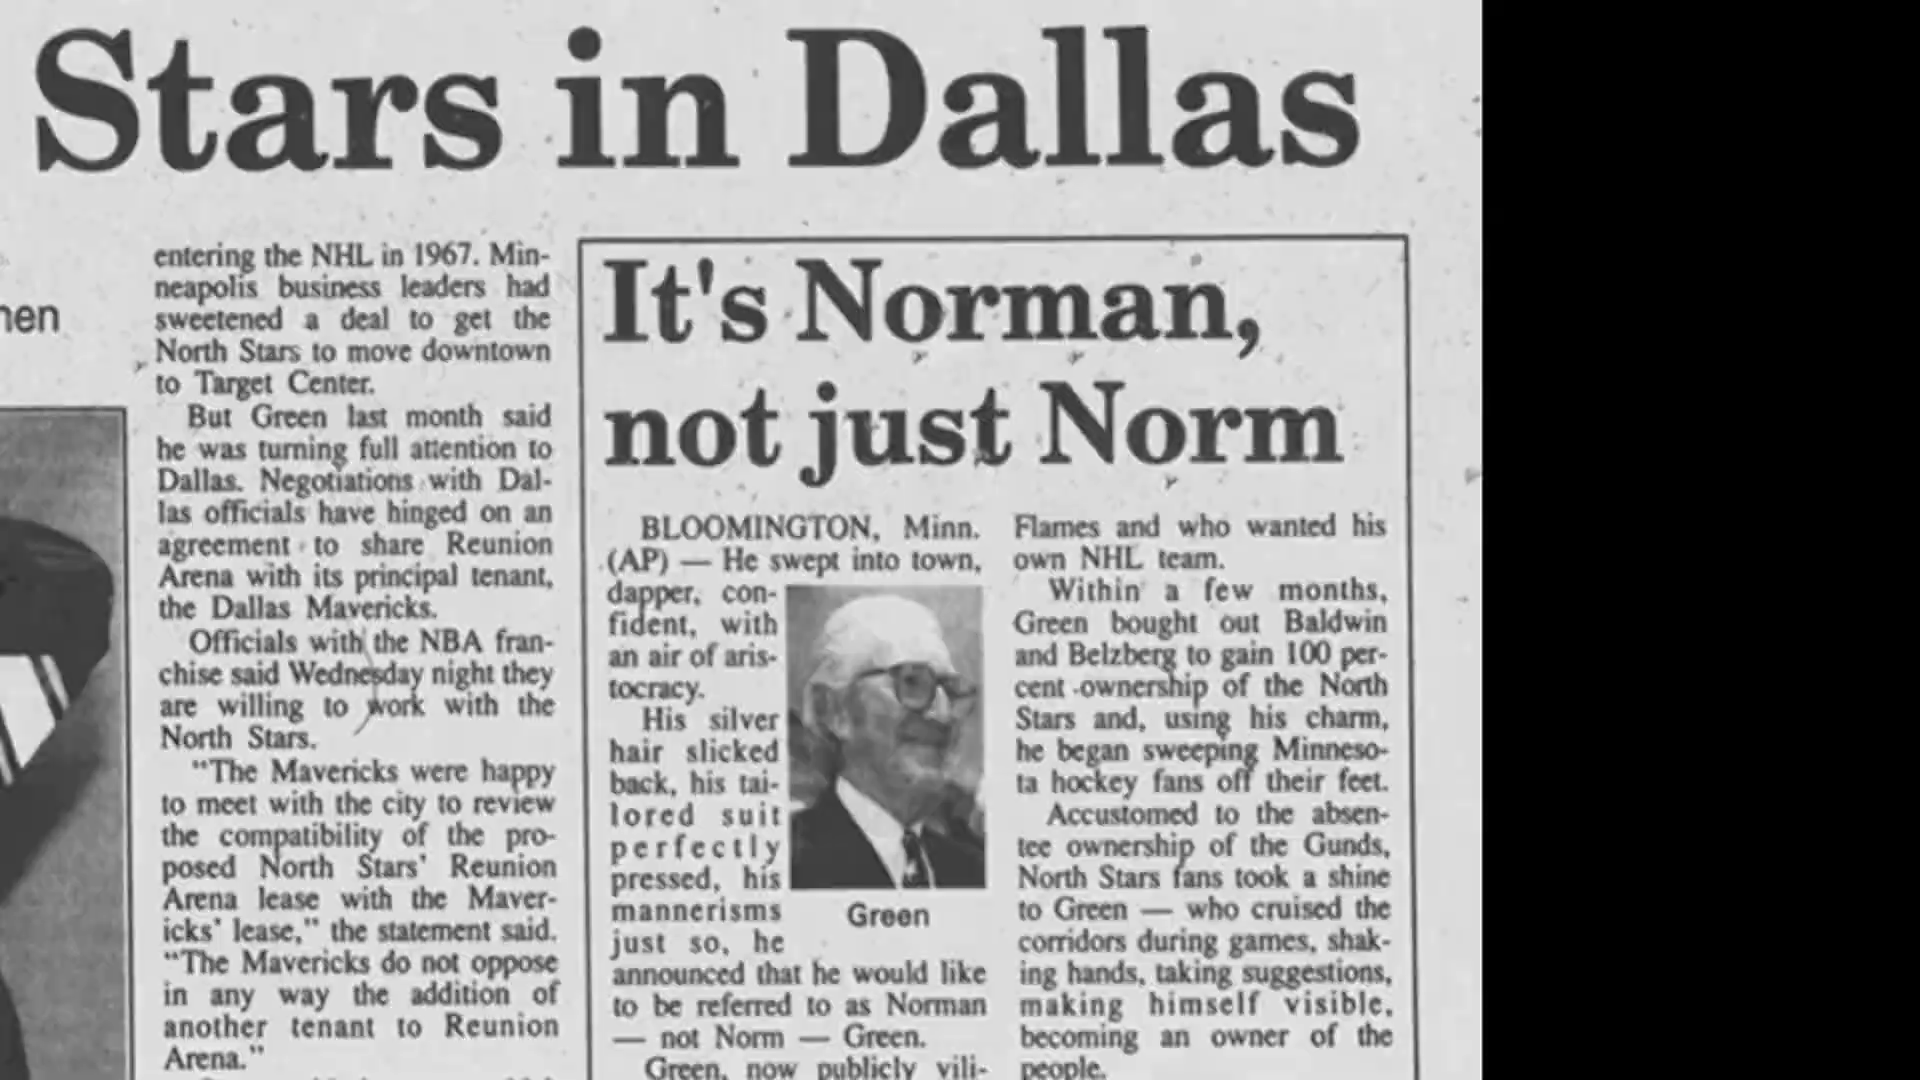 Stars in Dallas
entering the NHL in 1967. Min-
neapolis business leaders had
sweetened a deal to get the
North Stars to move downtown
to Target Center.
But Green last month said
he was turning full attention to
Dallas. Negotiations with Dal-
las officials have hinged on an
agreement to share Reunion
Arena with its principal tenant,
the Dallas Mavericks.
Officials with the NBA fran-
chise said Wednesday night they
are willing to work with the
North Stars.
"The Mavericks were happy
to meet with the city to review
the compatibility of the pro-
posed North Stars' Reunion
Arena lease with the Maver-
icks' lease," the statement said.
"The Mavericks do not oppose
in any way the addition of
another tenant to Reunion
Arena."
It's Norman,
not just Norm
BLOOMINGTON, Minn.
(AP) — He swept into town,
dapper, con-
fident, with
an air of aris-
tocracy.
His silver
hair slicked
back, his tai-
lored suit
perfectly
pressed, his
mannerisms
just so, he
announced that he would like
to be referred to as Norman
— not Norm — Green.
Green, now publicly vili-
Green
Flames and who wanted his
own NHL team.
Within a few months,
Green bought out Baldwin
and Belzberg to gain 100 per-
cent ownership of the North
Stars and, using his charm,
he began sweeping Minneso-
ta hockey fans off their feet.
Accustomed to the absen-
tee ownership of the Gunds,
North Stars fans took a shine
to Green — who cruised the
corridors during games, shak-
ing hands, taking suggestions,
making himself visible,
becoming an owner of the
people.